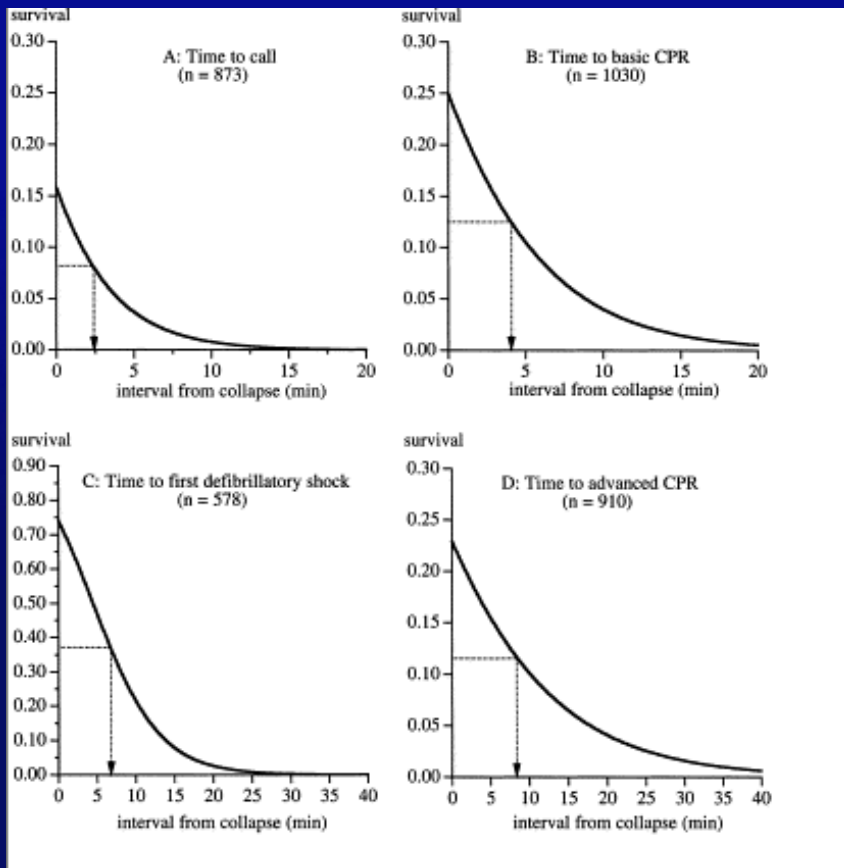 survival
0.30
0.25
0.20
0.15
0.10
0.05
0.00
A: Time to call
(n = 873)
0 5 10 15 20
interval from collapse (min)
survival
0.30
0.25
0.20
0.15
0.10
0.05
0.00
B: Time to basic CPR
(n = 1030)
0 5 10 15 20
interval from collapse (min)
survival
0.90
0.80
0.70
0.60
0.50
0.40
0.30
0.20
0.10
0.00
C: Time to first defibrillatory shock
(n = 578)
0 5 10 15 20 25 30 35 40
interval from collapse (min)
survival
0.30
0.25
0.20
0.15
0.10
0.05
0.00
D: Time to advanced CPR
(n = 910)
0 5 10 15 20 25 30 35 40
interval from collapse (min)